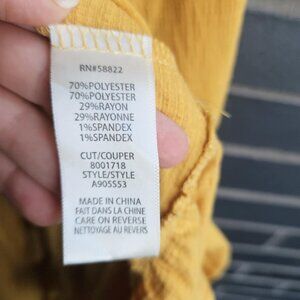 RN#58822
70%POLYESTER
70%POLYESTER
29%RAYON
29%RAYONNE
1%SPANDEX
1%SPANDEX
CUT/COUPER
8001718
STYLE/STYLE
A90SS53
MADE IN CHINA
FAIT DANS LA CHINE
CARE ON REVERSE
NETTOYAGE AU REVERS